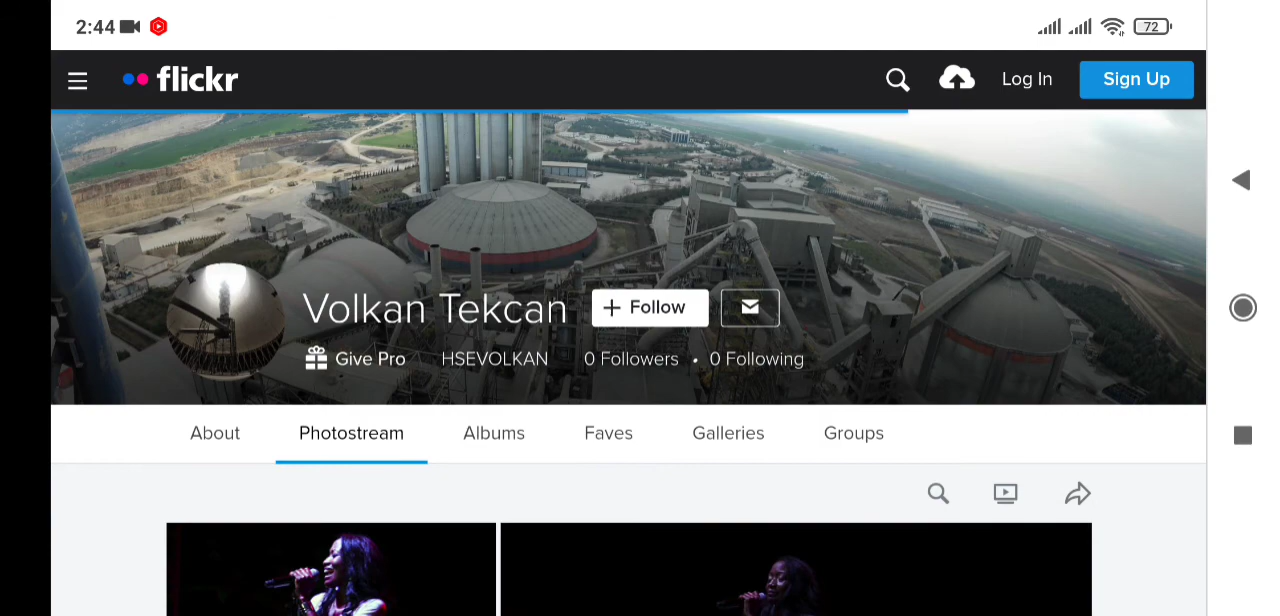 2:44
72
flickr
Log In
Sign Up
Volkan Tekcan
+ Follow
Give Pro HSEVOLKAN 0 Followers • 0 Following
About Photostream Albums Faves Galleries Groups